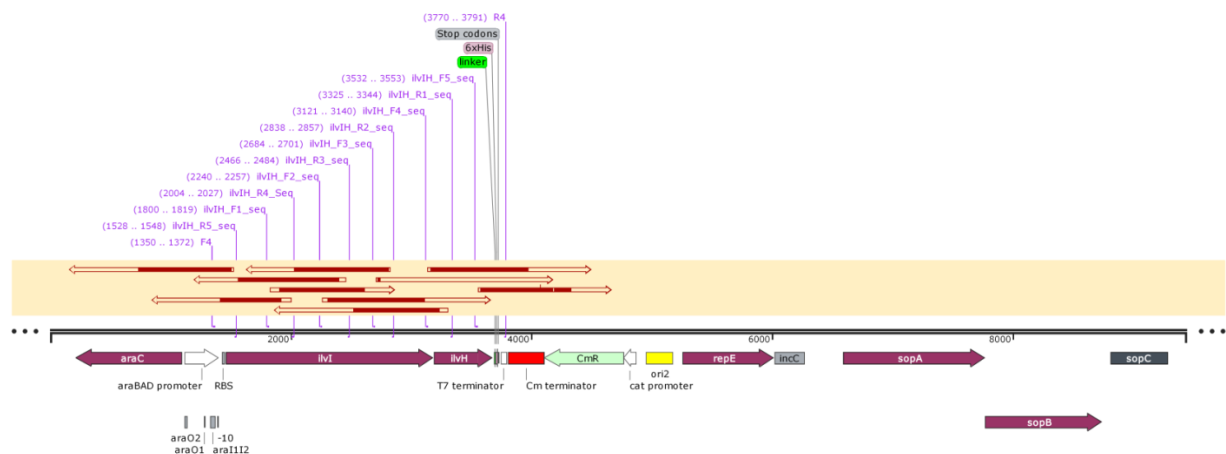 (3770 .. 3791) R4
Stop codons
6xHis
linker
(3532 .. 3553) ilvIH_F5_seq
(3325 .. 3344) ilvIH_R1_seq
(3121 .. 3140) ilvIH_F4_seq
(2838 .. 2857) ilvIH_R2_seq
(2684 .. 2701) ilvIH_F3_seq
(2466 .. 2484) ilvIH_R3_seq
(2240 .. 2257) ilvIH_F2_seq
(2004 .. 2027) ilvIH_R4_Seq
(1800 .. 1819) ilvIH_F1_seq
(1528 .. 1548) ilvIH_R5_seq
(1350 .. 1372) F4
2000 4000 6000 8000
araC ilvI ilvH CmR repE incC sopA sopC
ori2
araBAD promoter RBS T7 terminator Cm terminator cat promoter
sopB
araO2 -10
araO1 araI1I2